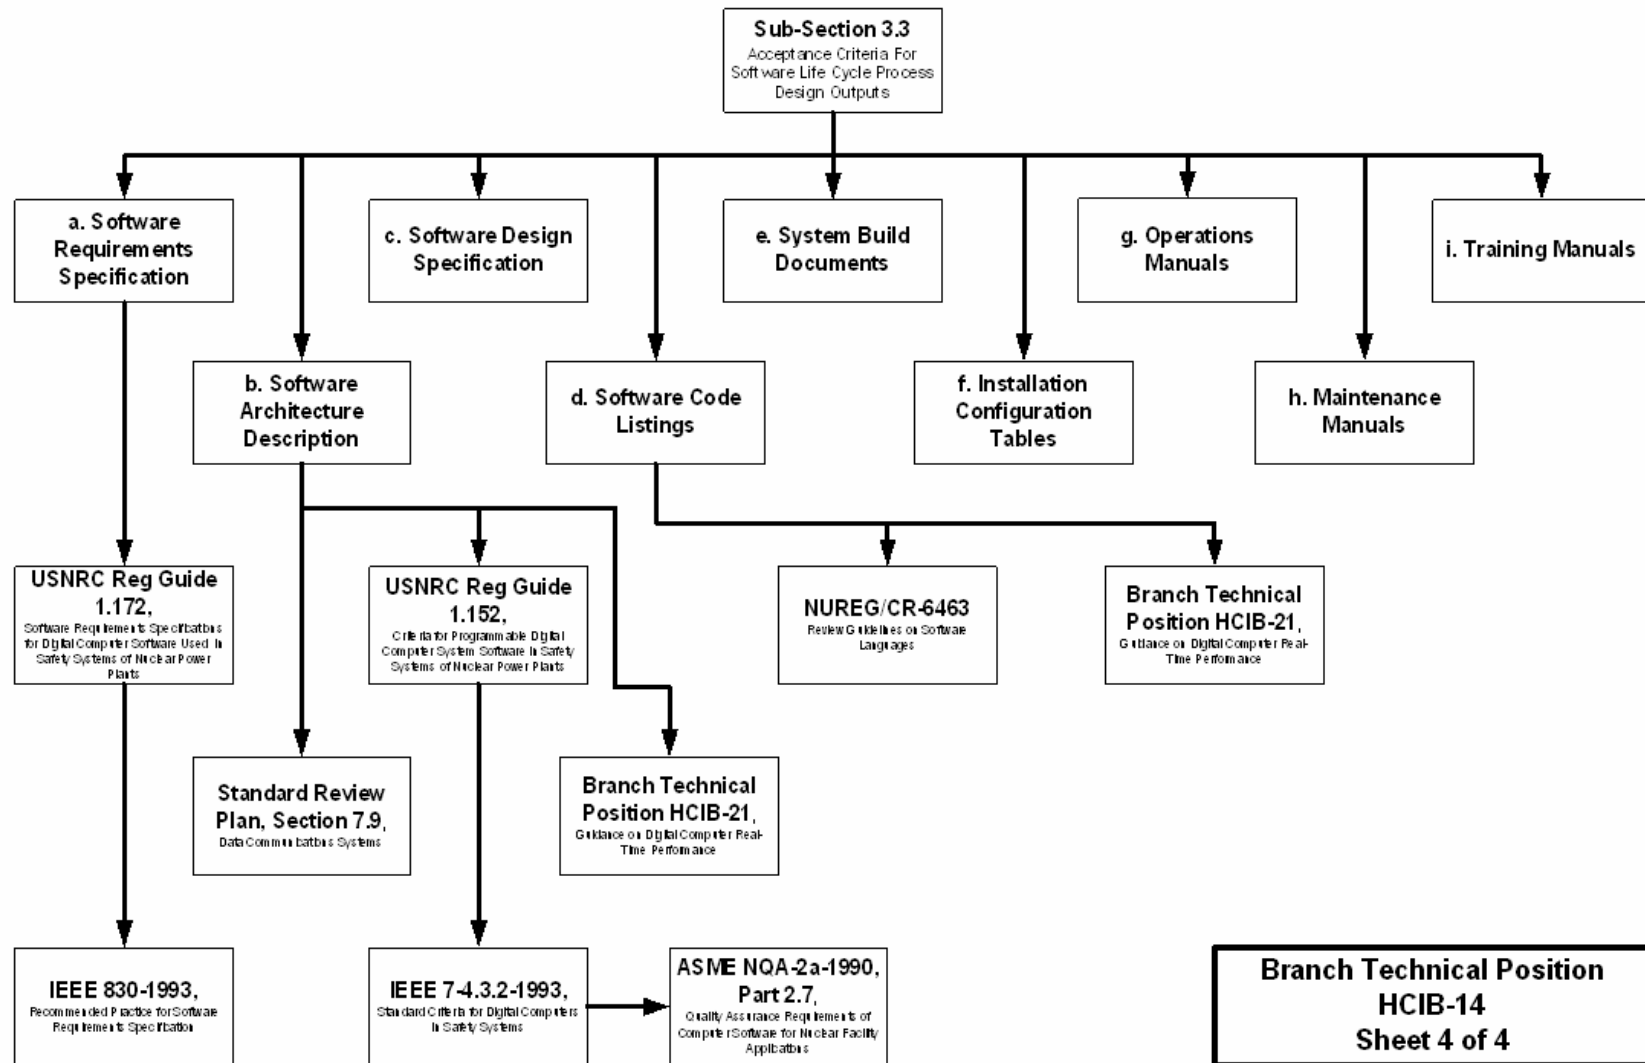 Sub-Section 3.3
Acceptance Criteria For
Software Life Cycle Process
Design Outputs
a. Software
Requirements
Specification
c. Software Design
Specification
e. System Build
Documents
g. Operations
Manuals
i. Training Manuals
b. Software
Architecture
Description
d. Software Code
Listings
f. Installation
Configuration
Tables
h. Maintenance
Manuals
USNRC Reg Guide
1.172,
Software Requirements Specifications
for Digital Computer Software Used In
Safety Systems of Nuclear Power
Plants
USNRC Reg Guide
1.152,
Criteria for Programmable Digital
Computer System Software In Safety
Systems of Nuclear Power Plants
NUREG/CR-6463
Review Guidelines on Software
Languages
Branch Technical
Position HCIB-21,
Guidance on Digital Computer Real-
Time Performance
Standard Review
Plan, Section 7.9,
Data Communications Systems
Branch Technical
Position HCIB-21,
Guidance on Digital Computer Real-
Time Performance
IEEE 830-1993,
Recommended Practice for Software
Requirements Specification
IEEE 7-4.3.2-1993,
Standard Criteria for Digital Computers
In Safety Systems
ASME NQA-2a-1990,
Part 2.7,
Quality Assurance Requirements of
Computer Software for Nuclear Facility
Applications
Branch Technical Position
HCIB-14
Sheet 4 of 4